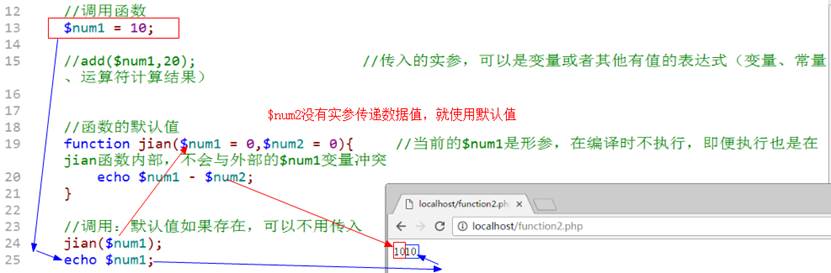 12 //调用函数
13 $num1 = 10;
14
15 //add($num1,20); //传入的实参，可以是变量或者其他有值的表达式（变量、常量
、运算符计算结果）
16
17
$num2没有实参传递数据值，就使用默认值
18 //函数的默认值
19 function jian($num1 = 0,$num2 = 0){ //当前的$num1是形参，在编译时不执行，即便执行也是在
jian函数内部，不会与外部的$num1变量冲突
20 echo $num1 - $num2;
21 }
22
23 //调用：默认值如果存在，可以不用传入
24 jian($num1);
25 echo $num1;
localhost/function2.ph
localhost/function2.php
1010